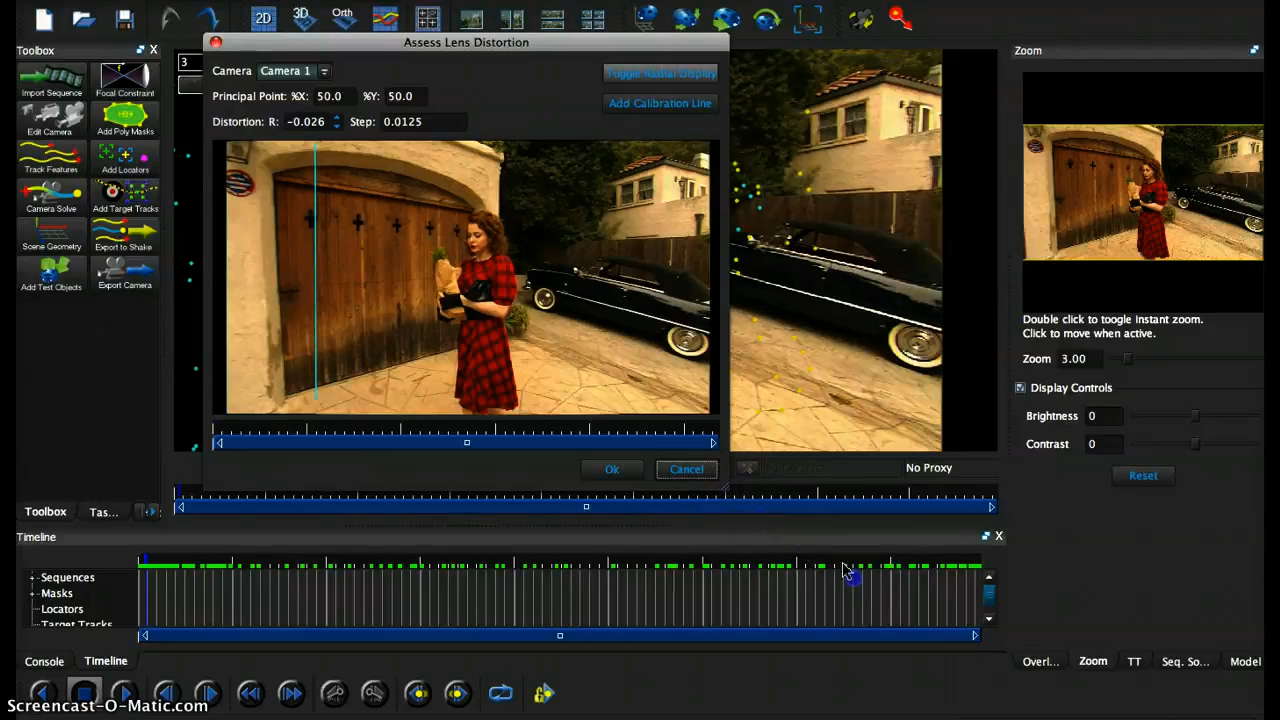 2D
3D
Orth
Assess Lens Distortion
Toolbox
Import Sequence
Focal Constraint
Edit Camera
Add Poly Masks
Track Features
Add Locators
Camera Solve
Add Target Tracks
Scene Geometry
Export to Shake
Add Test Objects
Export Camera
3
Camera Camera 1
Toggle Radial Display
Principal Point: %X: 50.0 %Y: 50.0
Add Calibration Line
Distortion: R: -0.026 Step: 0.0125
Ok Cancel
No Proxy
Zoom
Double click to toogle Instant zoom.
Click to move when active.
Zoom 3.00
Display Controls
Brightness 0
Contrast 0
Reset
Toolbox Tas...
Timeline
Sequences
Masks
Locators
Target Tracks
Console Timeline
Overl... Zoom TT Seq. So... Model
Screencast-O-Matic.com